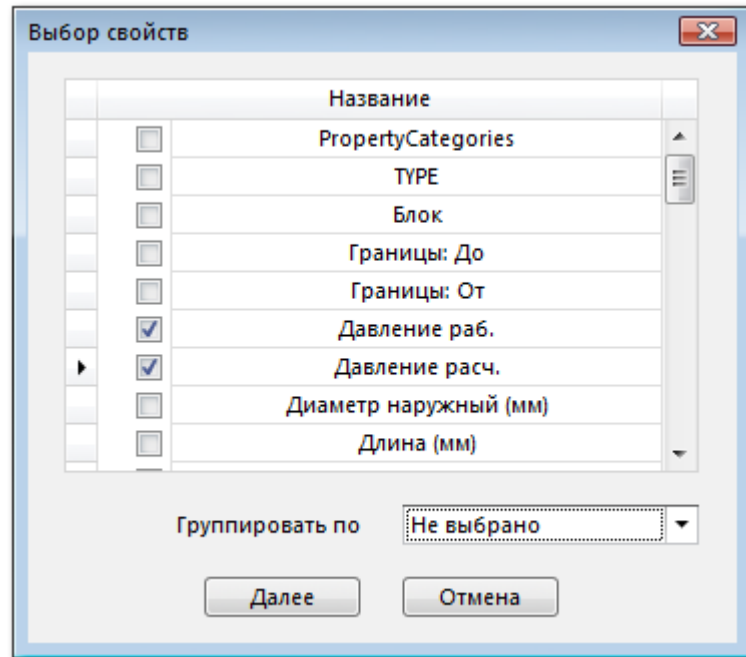 Выбор свойств
Название
PropertyCategories
TYPE
Блок
Границы: До
Границы: От
Давление раб.
Давление расч.
Диаметр наружный (мм)
Длина (мм)
Группировать по Не выбрано
Далее Отмена